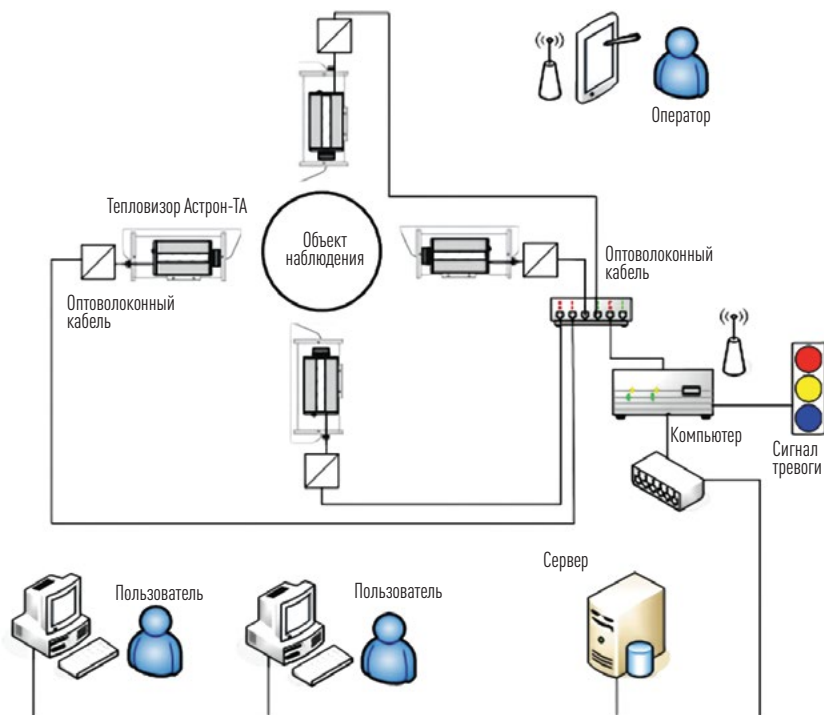 Оператор
Тепловизор Астрон-ТА
Объект
наблюдения
Оптоволоконный
кабель
Оптоволоконный
кабель
Компьютер
Сигнал
тревоги
Сервер
Пользователь
Пользователь